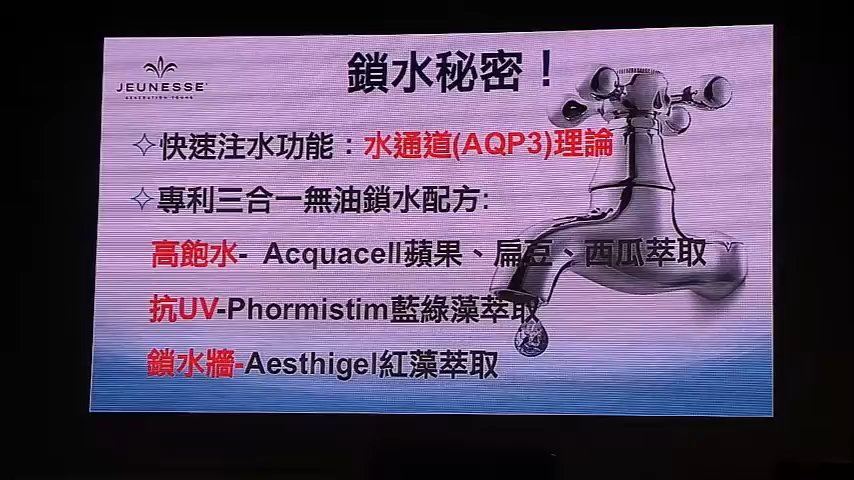 JEUNESSE
GENERATION YOUNG
鎖水秘密！
快速注水功能：水通道(AQP3)理論
專利三合一無油鎖水配方:
高飽水- Acquacell蘋果、扁豆、西瓜萃取
抗UV-Phormistim藍綠藻萃取
鎖水牆-Aesthigel紅藻萃取